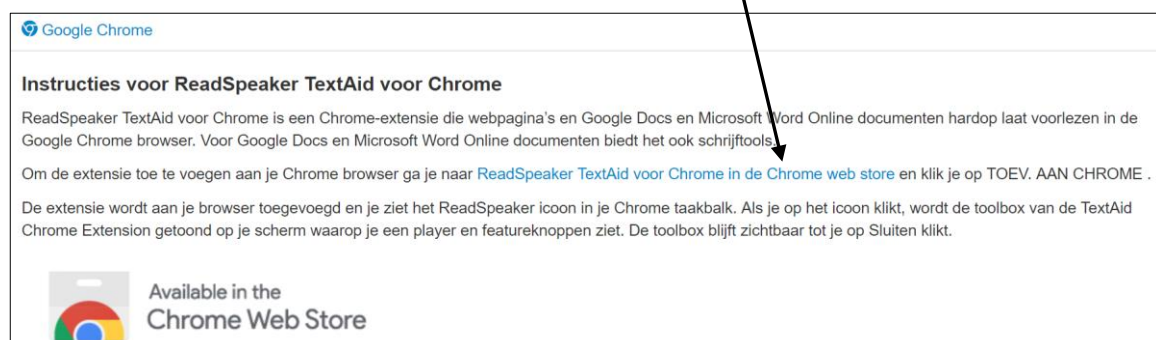 Google Chrome
Instructies voor ReadSpeaker TextAid voor Chrome
ReadSpeaker TextAid voor Chrome is een Chrome-extensie die webpagina's en Google Docs en Microsoft Word Online documenten hardop laat voorlezen in de
Google Chrome browser. Voor Google Docs en Microsoft Word Online documenten biedt het ook schrijftools.
Om de extensie toe te voegen aan je Chrome browser ga je naar ReadSpeaker TextAid voor Chrome in de Chrome web store en klik je op TOEV. AAN CHROME .
De extensie wordt aan je browser toegevoegd en je ziet het ReadSpeaker icoon in je Chrome taakbalk. Als je op het icoon klikt, wordt de toolbox van de TextAid
Chrome Extension getoond op je scherm waarop je een player en featureknoppen ziet. De toolbox blijft zichtbaar tot je op Sluiten klikt.
Available in the
Chrome Web Store